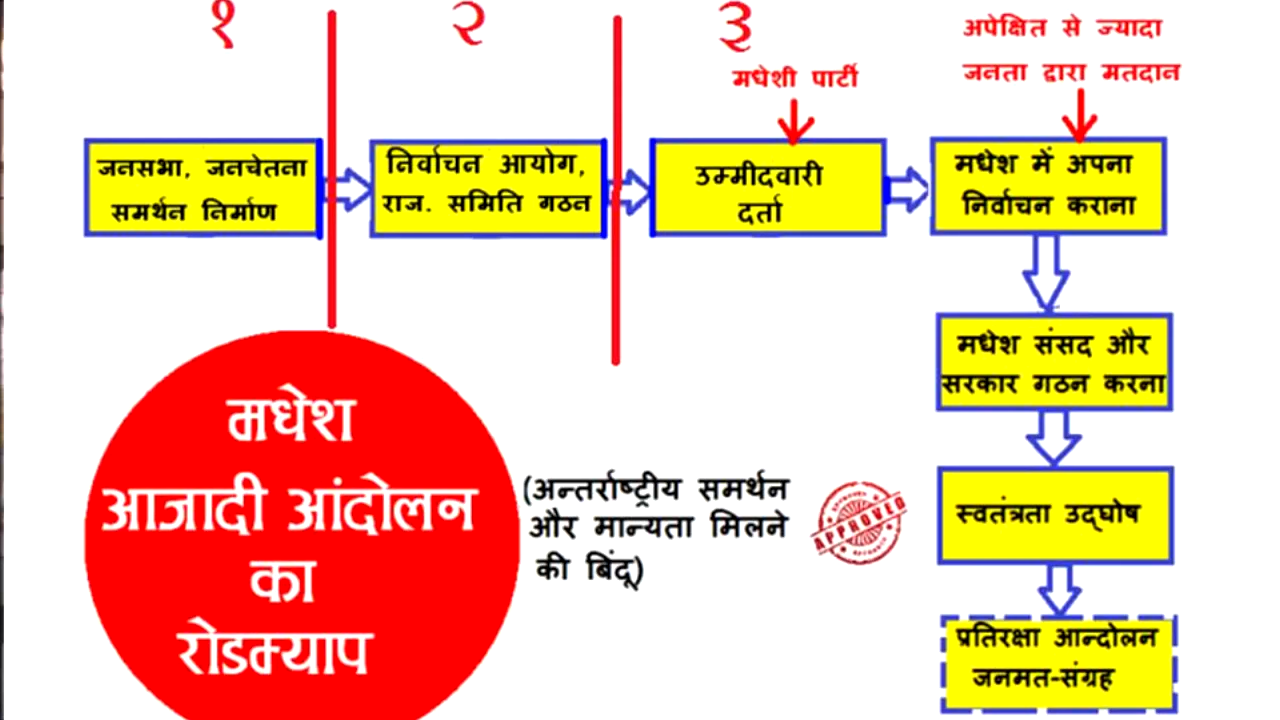 १
२
३
मधेशी पार्टी
अपेक्षित से ज्यादा
जनता द्वारा मतदान
जनसभा, जनचेतना
समर्थन निर्माण
निर्वाचन आयोग,
राज. समिति गठन
उम्मीदवारी
दर्ता
मधेश में अपना
निर्वाचन कराना
मधेश संसद और
सरकार गठन करना
स्वतंत्रता उद्घोष
प्रतिरक्षा आन्दोलन
जनमत-संग्रह
मधेश
आजादी आंदोलन
का
रोडम्याप
(अन्तर्राष्ट्रीय समर्थन
और मान्यता मिलने
की बिंदू)
APPROVED